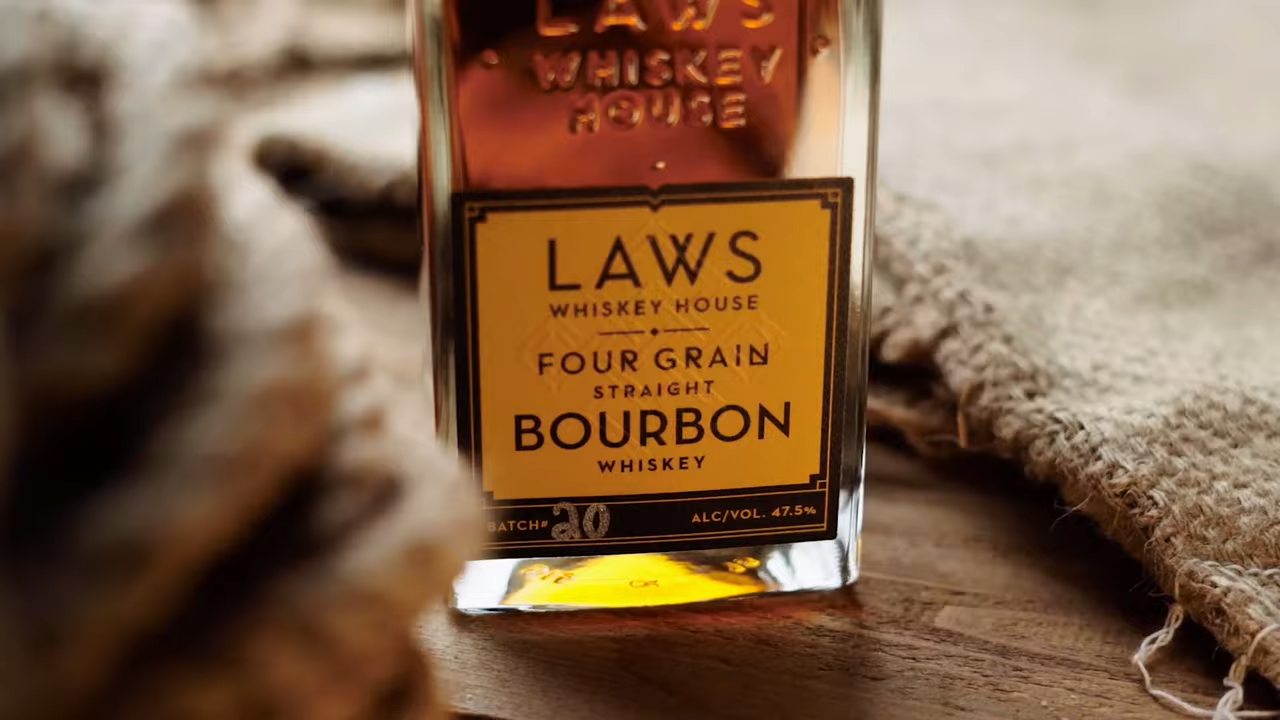 LAWS
WHISKEY
HOUSE
LAWS
WHISKEY HOUSE
FOUR GRAIN
STRAIGHT
BOURBON
WHISKEY
BATCH# 20 ALC/VOL. 47.5%